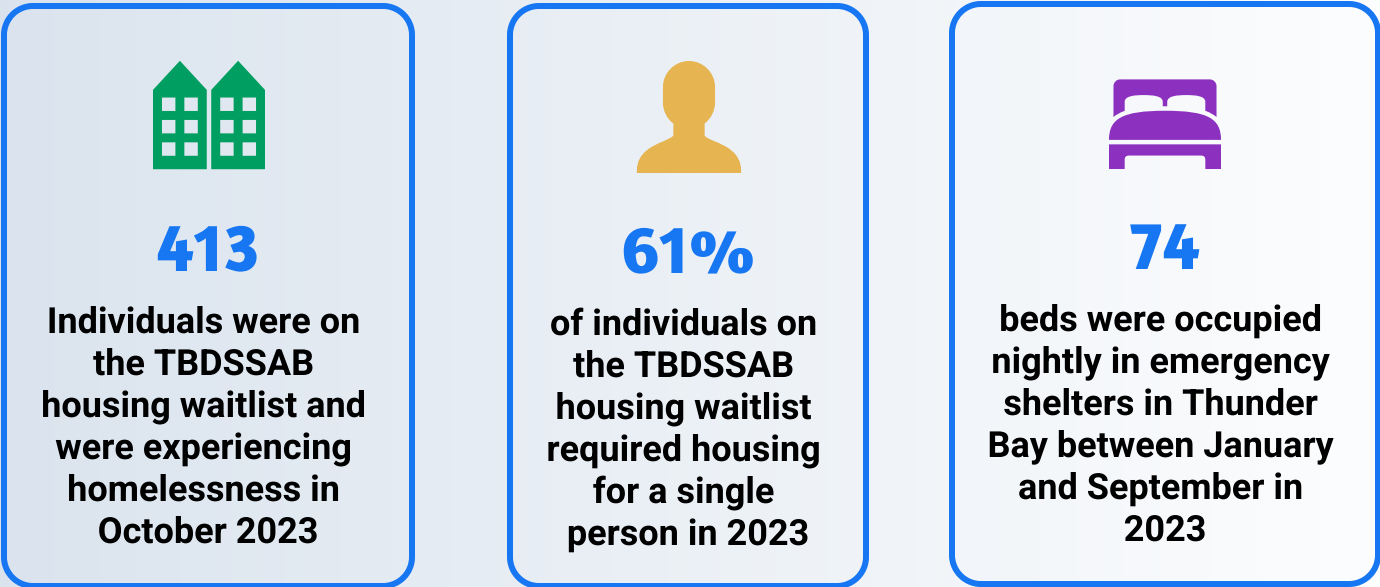 413
Individuals were on
the TBDSSAB
housing waitlist and
were experiencing
homelessness in
October 2023
61%
of individuals on
the TBDSSAB
housing waitlist
required housing
for a single
person in 2023
74
beds were occupied
nightly in emergency
shelters in Thunder
Bay between January
and September in
2023